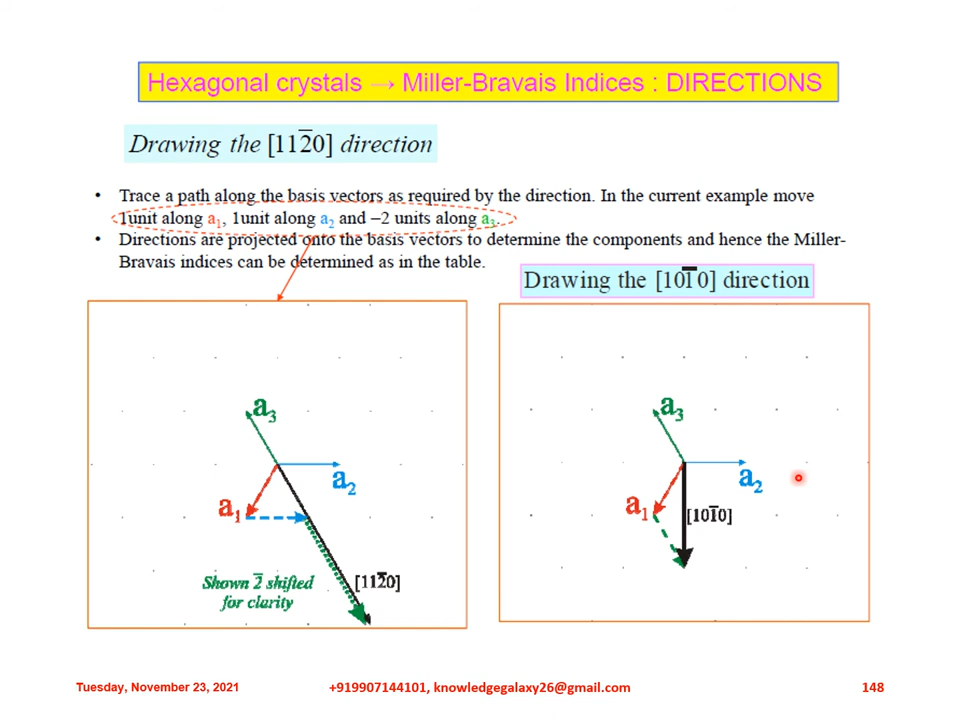 Hexagonal crystals → Miller-Bravais Indices : DIRECTIONS
Drawing the [112̅0] direction
• Trace a path along the basis vectors as required by the direction. In the current example move
1unit along a₁, 1unit along a₂ and −2 units along a₃.
• Directions are projected onto the basis vectors to determine the components and hence the Miller-
Bravais indices can be determined as in the table.
Drawing the [101̅0] direction
a₃
a₂
a₁
[112̅0]
Shown 2̅ shifted
for clarity
a₃
a₂
a₁
[101̅0]
Tuesday, November 23, 2021
+919907144101, knowledgegalaxy26@gmail.com
148